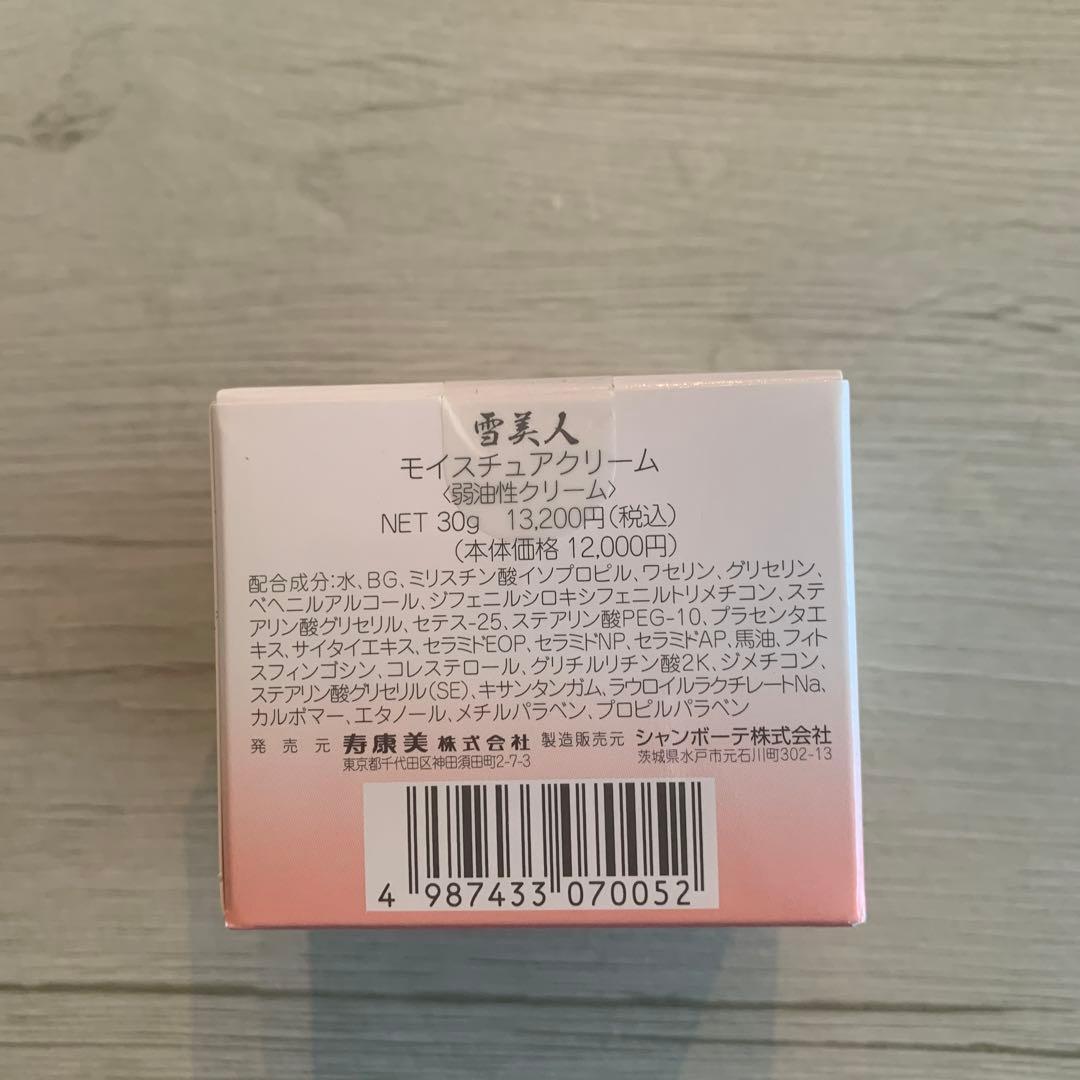 雪美人
モイスチュアクリーム
〈弱油性クリーム〉
NET 30g 13,200円(税込)
(本体価格 12,000円)
配合成分:水、BG、ミリスチン酸イソプロピル、ワセリン、グリセリン、
ベヘニルアルコール、ジフェニルシロキシフェニルトリメチコン、ステ
アリン酸グリセリル、セテス-25、ステアリン酸PEG-10、プラセンタエ
キス、サイタイエキス、セラミドEOP、セラミドNP、セラミドAP、馬油、フィト
スフィンゴシン、コレステロール、グリチルリチン酸2K、ジメチコン、
ステアリン酸グリセリル(SE)、キサンタンガム、ラウロイルラクチレートNa、
カルボマー、エタノール、メチルパラベン、プロピルパラベン
発売元 寿康美株式会社 製造販売元 シャンボーテ株式会社
東京都千代田区神田須田町2-7-3 茨城県水戸市元石川町302-13
4 987433 070052